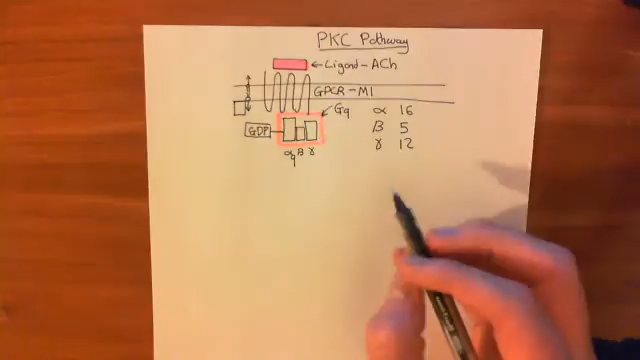 PKC Pathway
←Ligand-ACh
GPCR-M1
Gq
GDP
αq β γ
α 16
β 5
γ 12